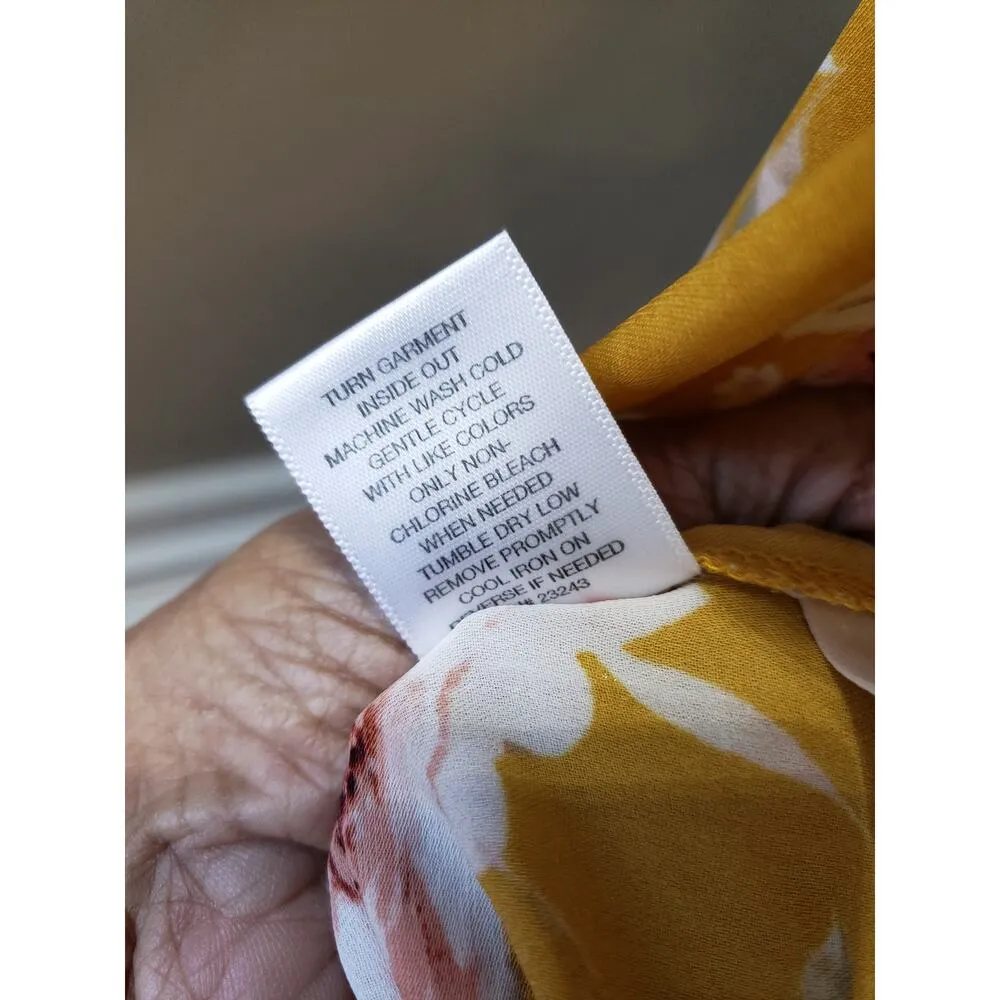 TURN GARMENT
INSIDE OUT
MACHINE WASH COLD
GENTLE CYCLE
WITH LIKE COLORS
ONLY NON-
CHLORINE BLEACH
WHEN NEEDED
TUMBLE DRY LOW
REMOVE PROMPTLY
COOL IRON ON
REVERSE IF NEEDED
23243